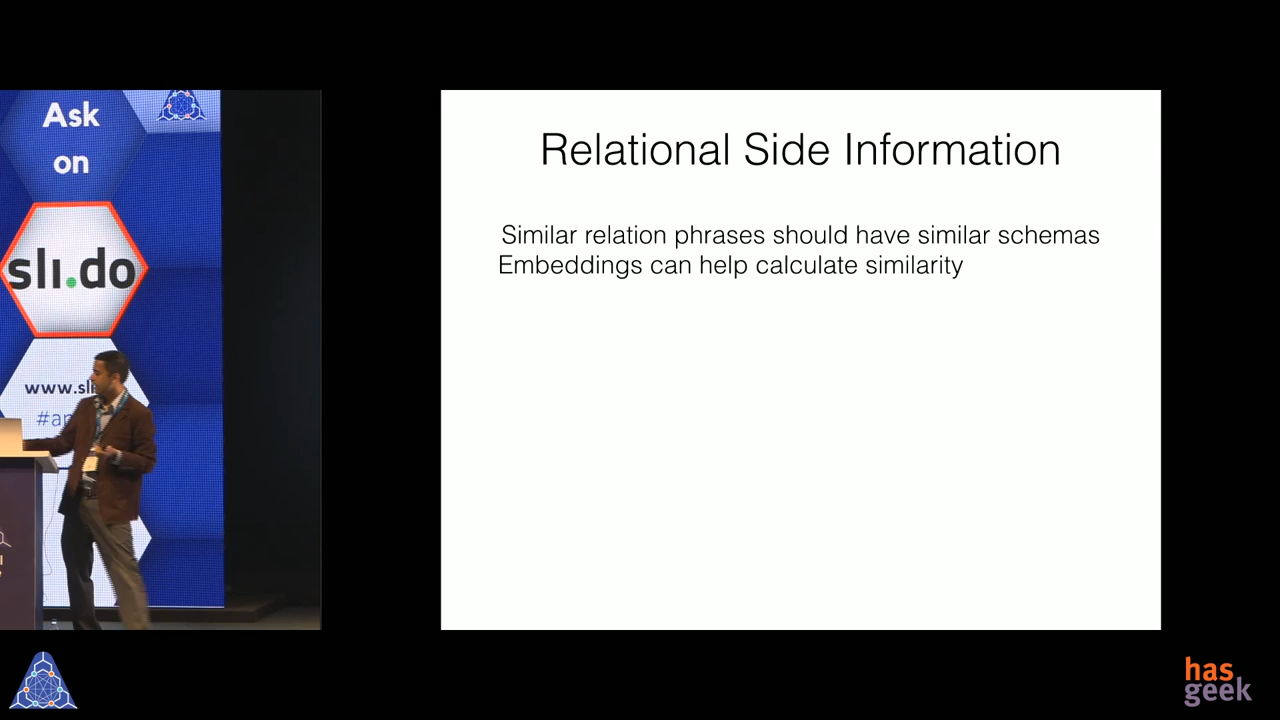 Ask
on
sli.do
www.sl
#a
Relational Side Information
Similar relation phrases should have similar schemas
Embeddings can help calculate similarity
has
geek